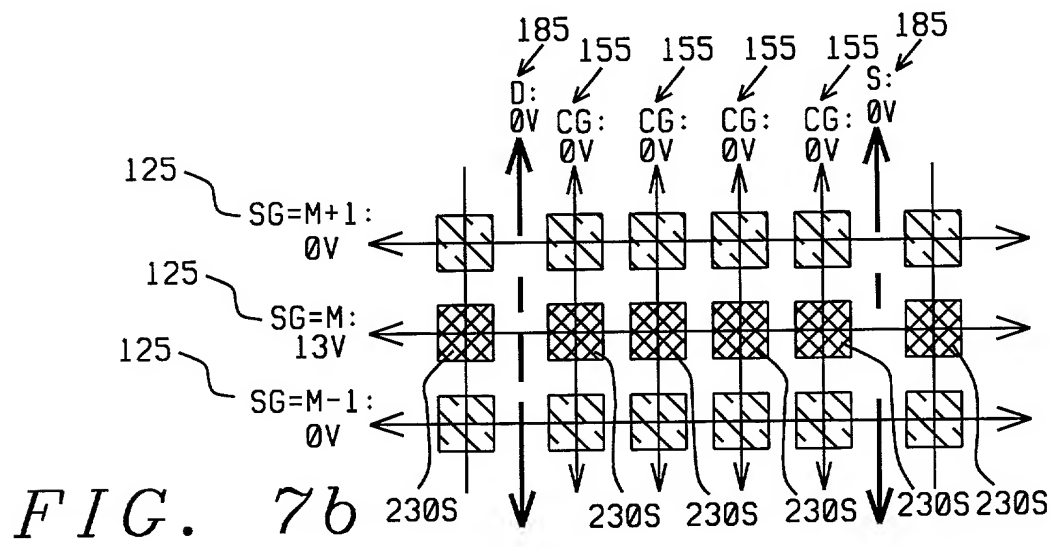 185 155 155 155 155 185
D: S:
0V 0V
CG: CG: CG: CG:
0V 0V 0V 0V
125
SG=M+1:
0V
125
SG=M:
13V
125
SG=M-1:
0V
230S 230S 230S 230S 230S 230S
FIG. 7b